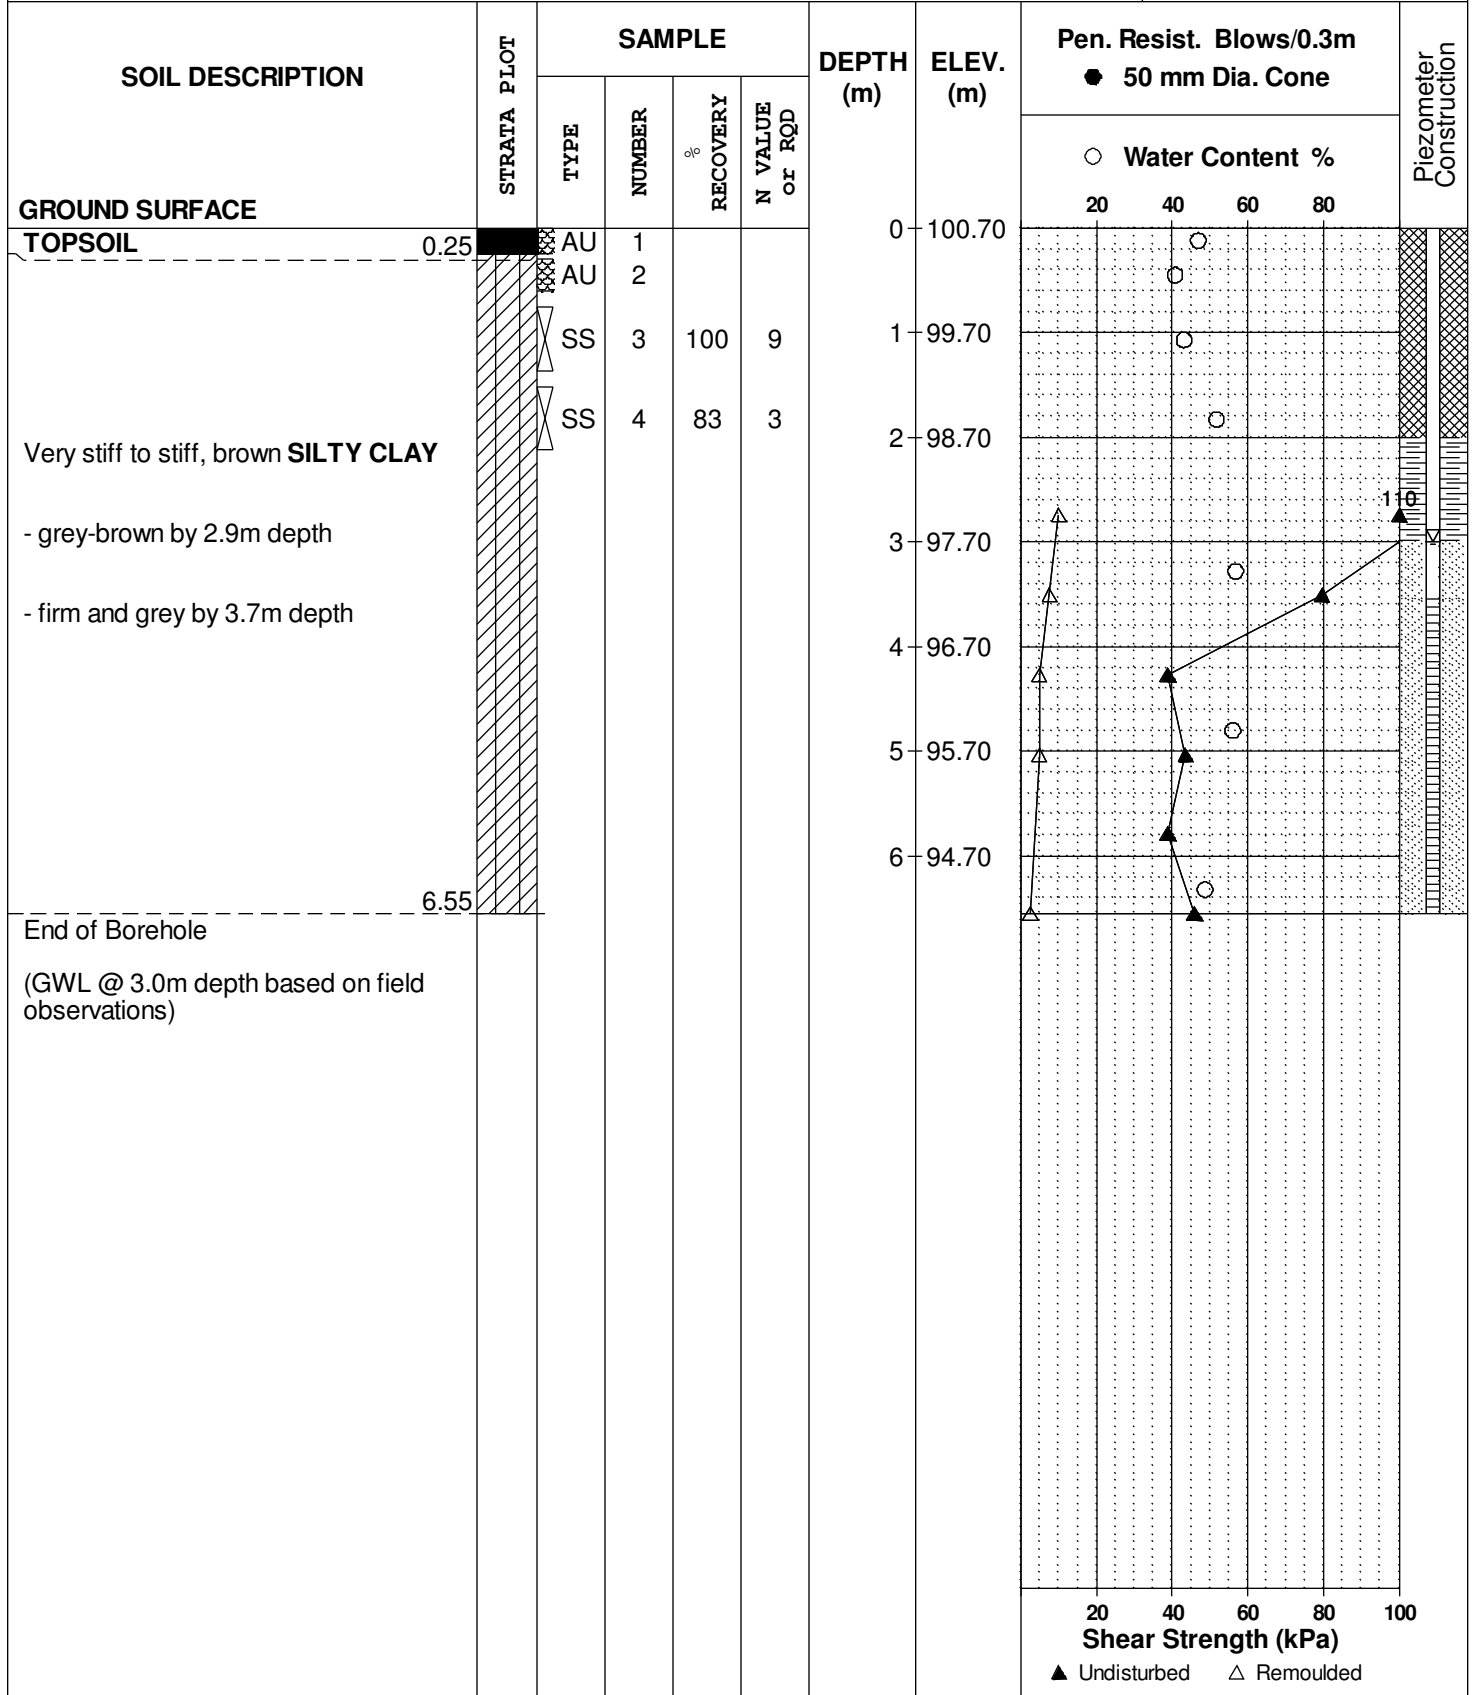 SOIL DESCRIPTION
GROUND SURFACE
STRATA PLOT
SAMPLE
TYPE
NUMBER
% RECOVERY
N VALUE or RQD
DEPTH (m)
ELEV. (m)
Pen. Resist. Blows/0.3m
● 50 mm Dia. Cone
○ Water Content %
20 40 60 80
Piezometer Construction
TOPSOIL 0.25
AU 1
AU 2
SS 3 100 9
SS 4 83 3
Very stiff to stiff, brown SILTY CLAY
- grey-brown by 2.9m depth
- firm and grey by 3.7m depth
6.55
End of Borehole
(GWL @ 3.0m depth based on field
observations)
0 100.70
1 99.70
2 98.70
3 97.70
4 96.70
5 95.70
6 94.70
110
20 40 60 80 100
Shear Strength (kPa)
▲ Undisturbed △ Remoulded